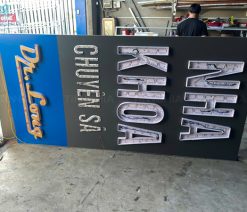 NHA
KHOA
CHUYÊN SÂ
Dr. Long